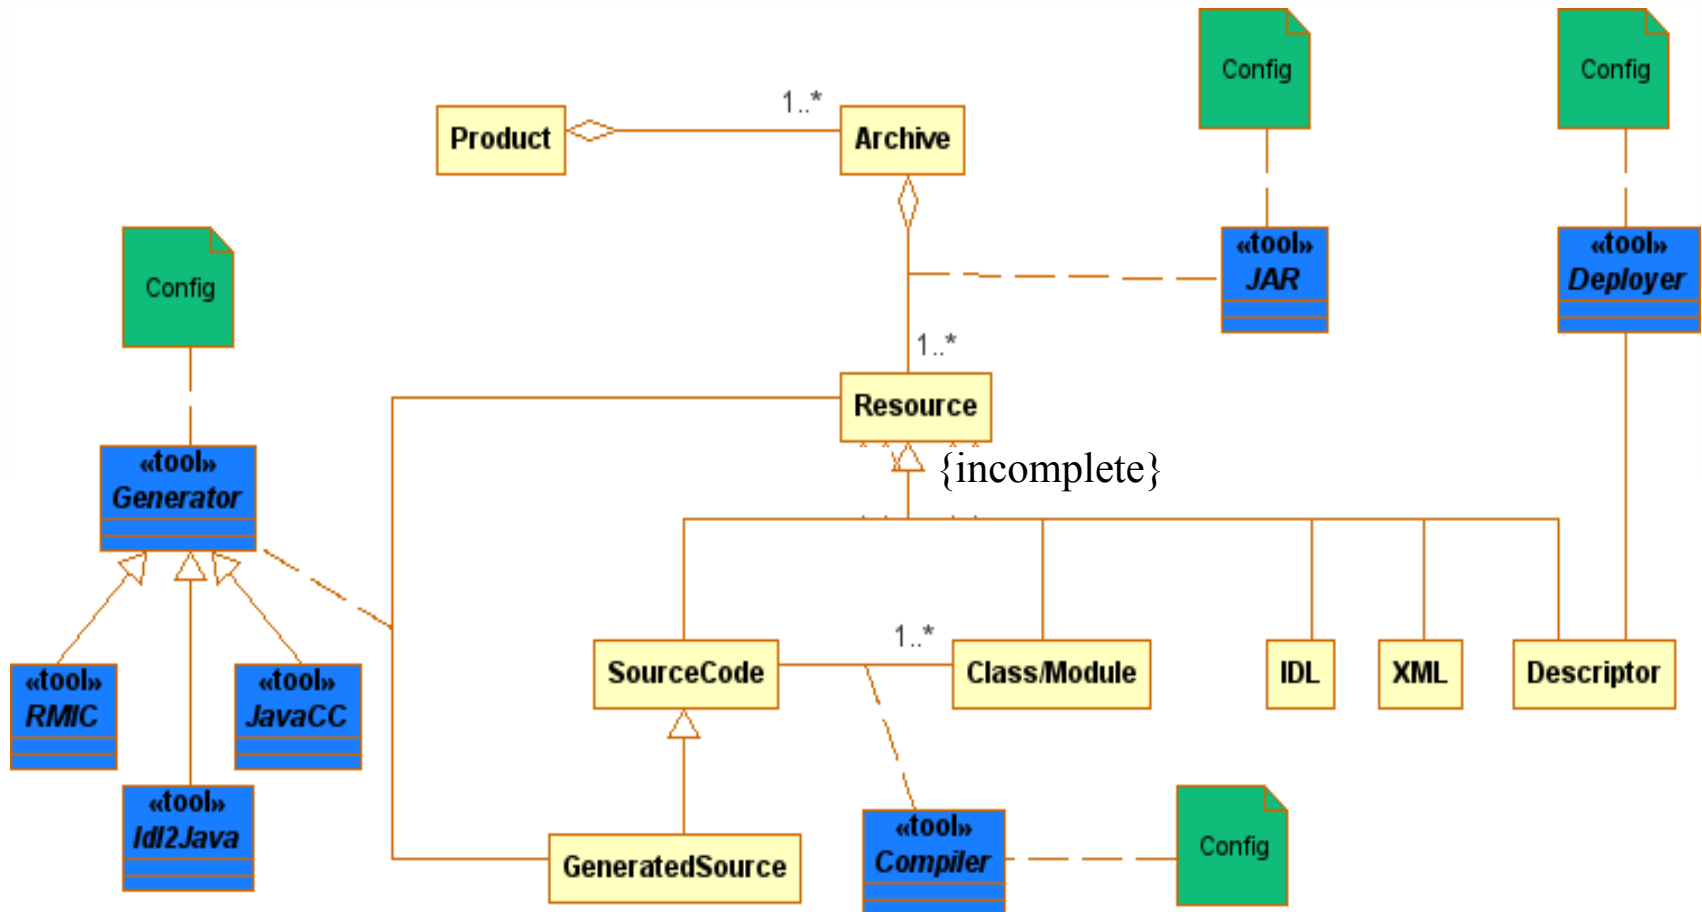 Config
Config
1..*
Product
Archive
«tool»
JAR
«tool»
Deployer
Config
1..*
Resource
{incomplete}
«tool»
Generator
1..*
SourceCode
Class/Module
IDL
XML
Descriptor
«tool»
RMIC
«tool»
JavaCC
«tool»
Idl2Java
GeneratedSource
«tool»
Compiler
Config